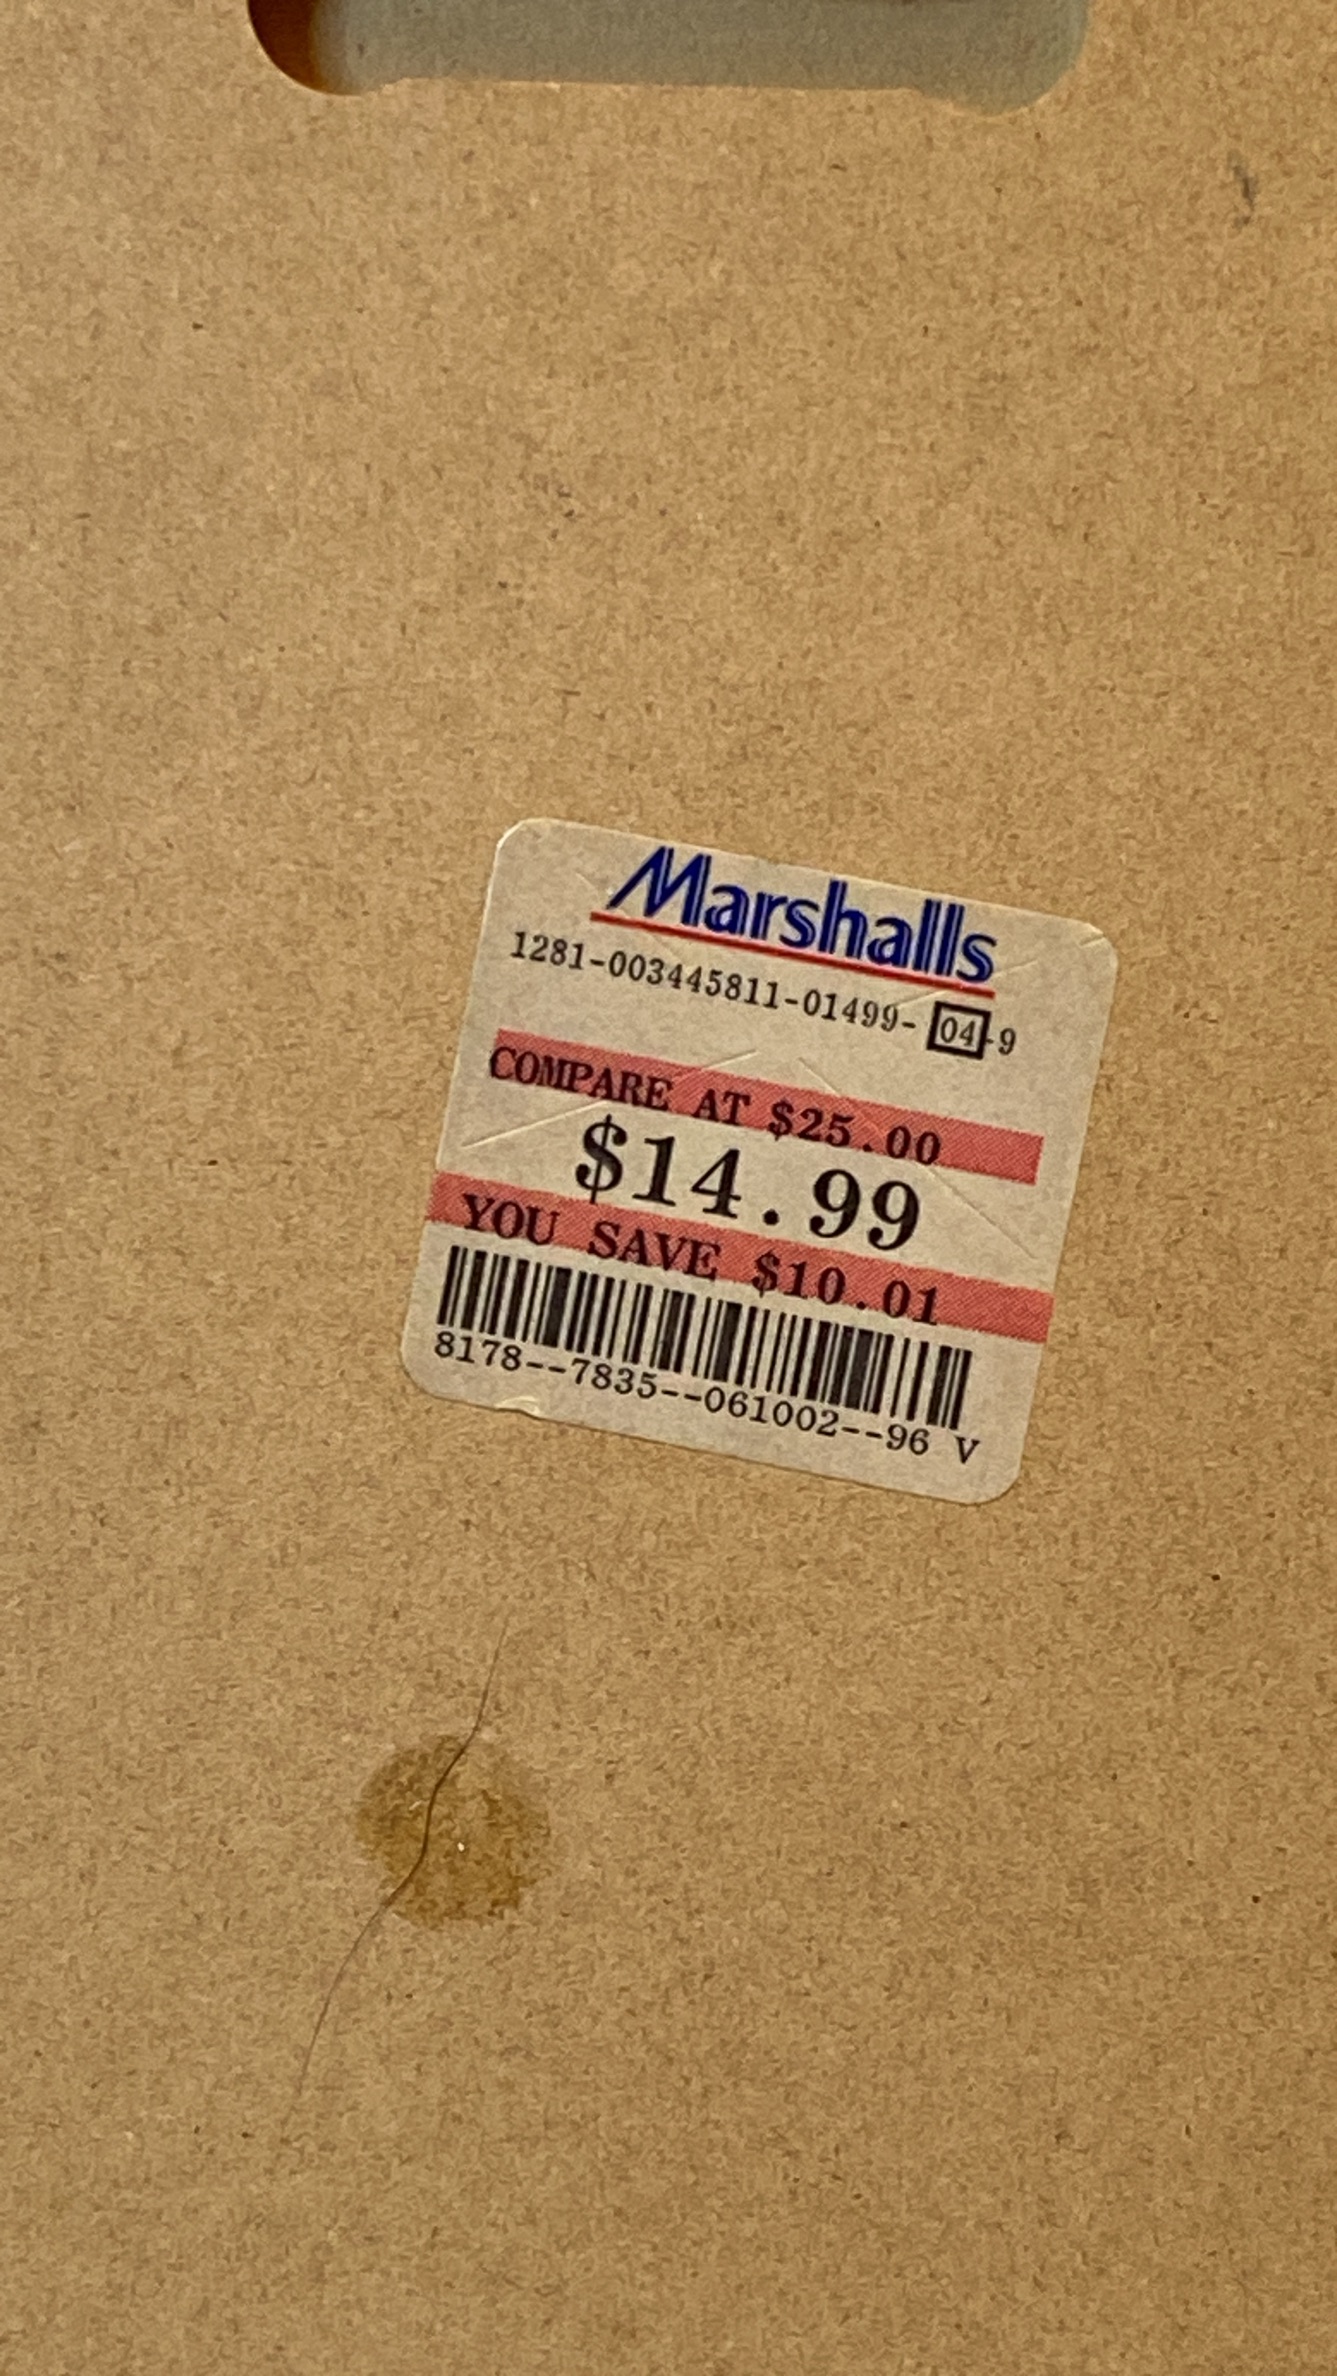 Marshalls
1281-003445811-01499- 04-9
COMPARE AT $25.00
$14.99
YOU SAVE $10.01
8178--7835--061002--96 V